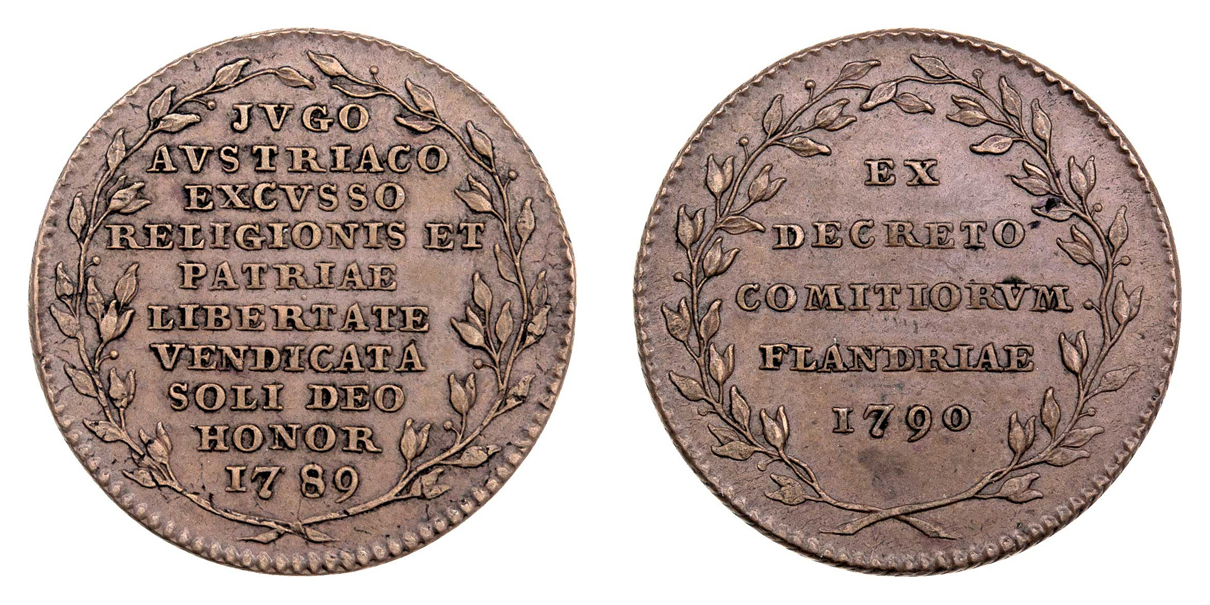 JVGO
AVSTRIACO
EXCVSSO
RELIGIONIS ET
PATRIAE
LIBERTATE
VENDICATA
SOLI DEO
HONOR
1789
EX
DECRETO
COMITIORVM
FLANDRIAE
1790